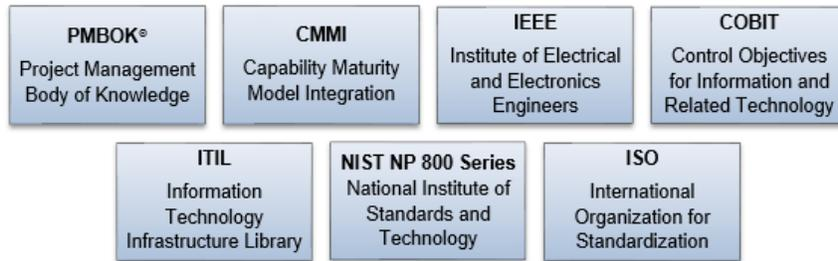 PMBOK®
Project Management
Body of Knowledge
CMMI
Capability Maturity
Model Integration
IEEE
Institute of Electrical
and Electronics
Engineers
COBIT
Control Objectives
for Information and
Related Technology
ITIL
Information
Technology
Infrastructure Library
NIST NP 800 Series
National Institute of
Standards and
Technology
ISO
International
Organization for
Standardization